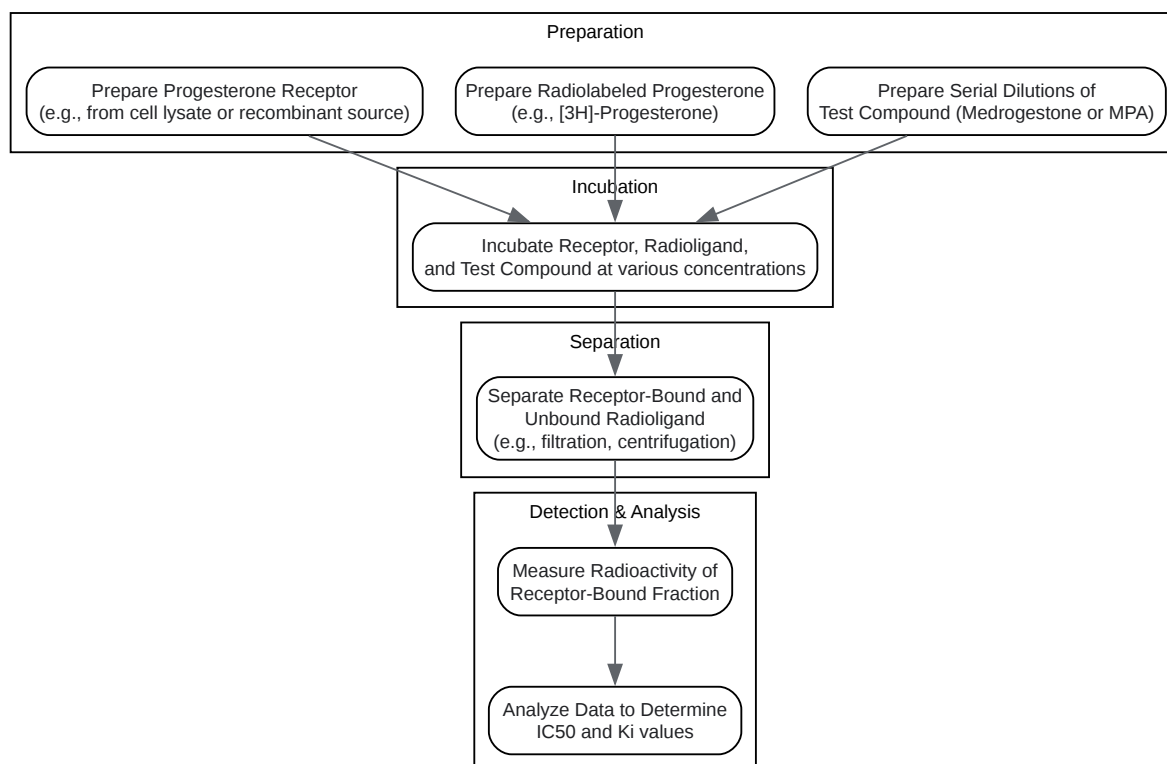 Preparation
Prepare Progesterone Receptor
(e.g., from cell lysate or recombinant source)
Prepare Radiolabeled Progesterone
(e.g., [3H]-Progesterone)
Prepare Serial Dilutions of
Test Compound (Medrogestone or MPA)
Incubation
Incubate Receptor, Radioligand,
and Test Compound at various concentrations
Separation
Separate Receptor-Bound and
Unbound Radioligand
(e.g., filtration, centrifugation)
Detection & Analysis
Measure Radioactivity of
Receptor-Bound Fraction
Analyze Data to Determine
IC50 and Ki values